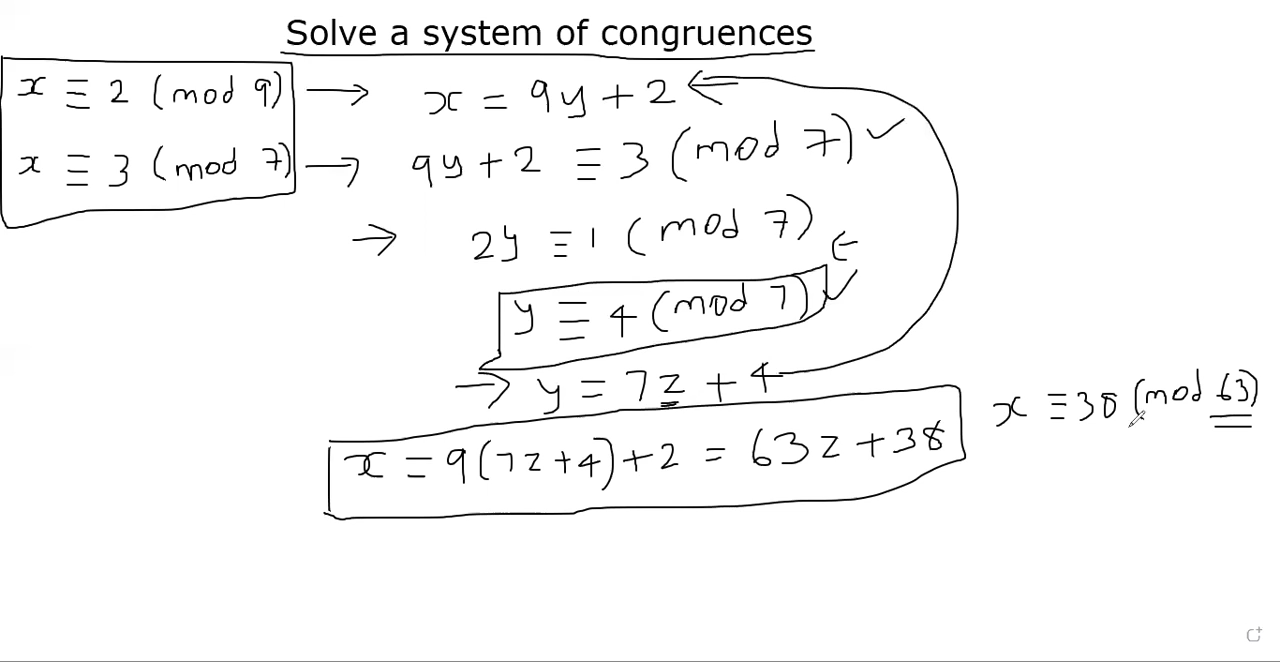 Solve a system of congruences
x ≡ 2 (mod 9) → x = 9y + 2 ←
x ≡ 3 (mod 7) → 9y + 2 ≡ 3 (mod 7) ✓
→ 2y ≡ 1 (mod 7) ←
y ≡ 4 (mod 7) ✓
→ y = 7z + 4
x = 9(7z+4)+2 = 63z + 38
x ≡ 38 (mod 63)